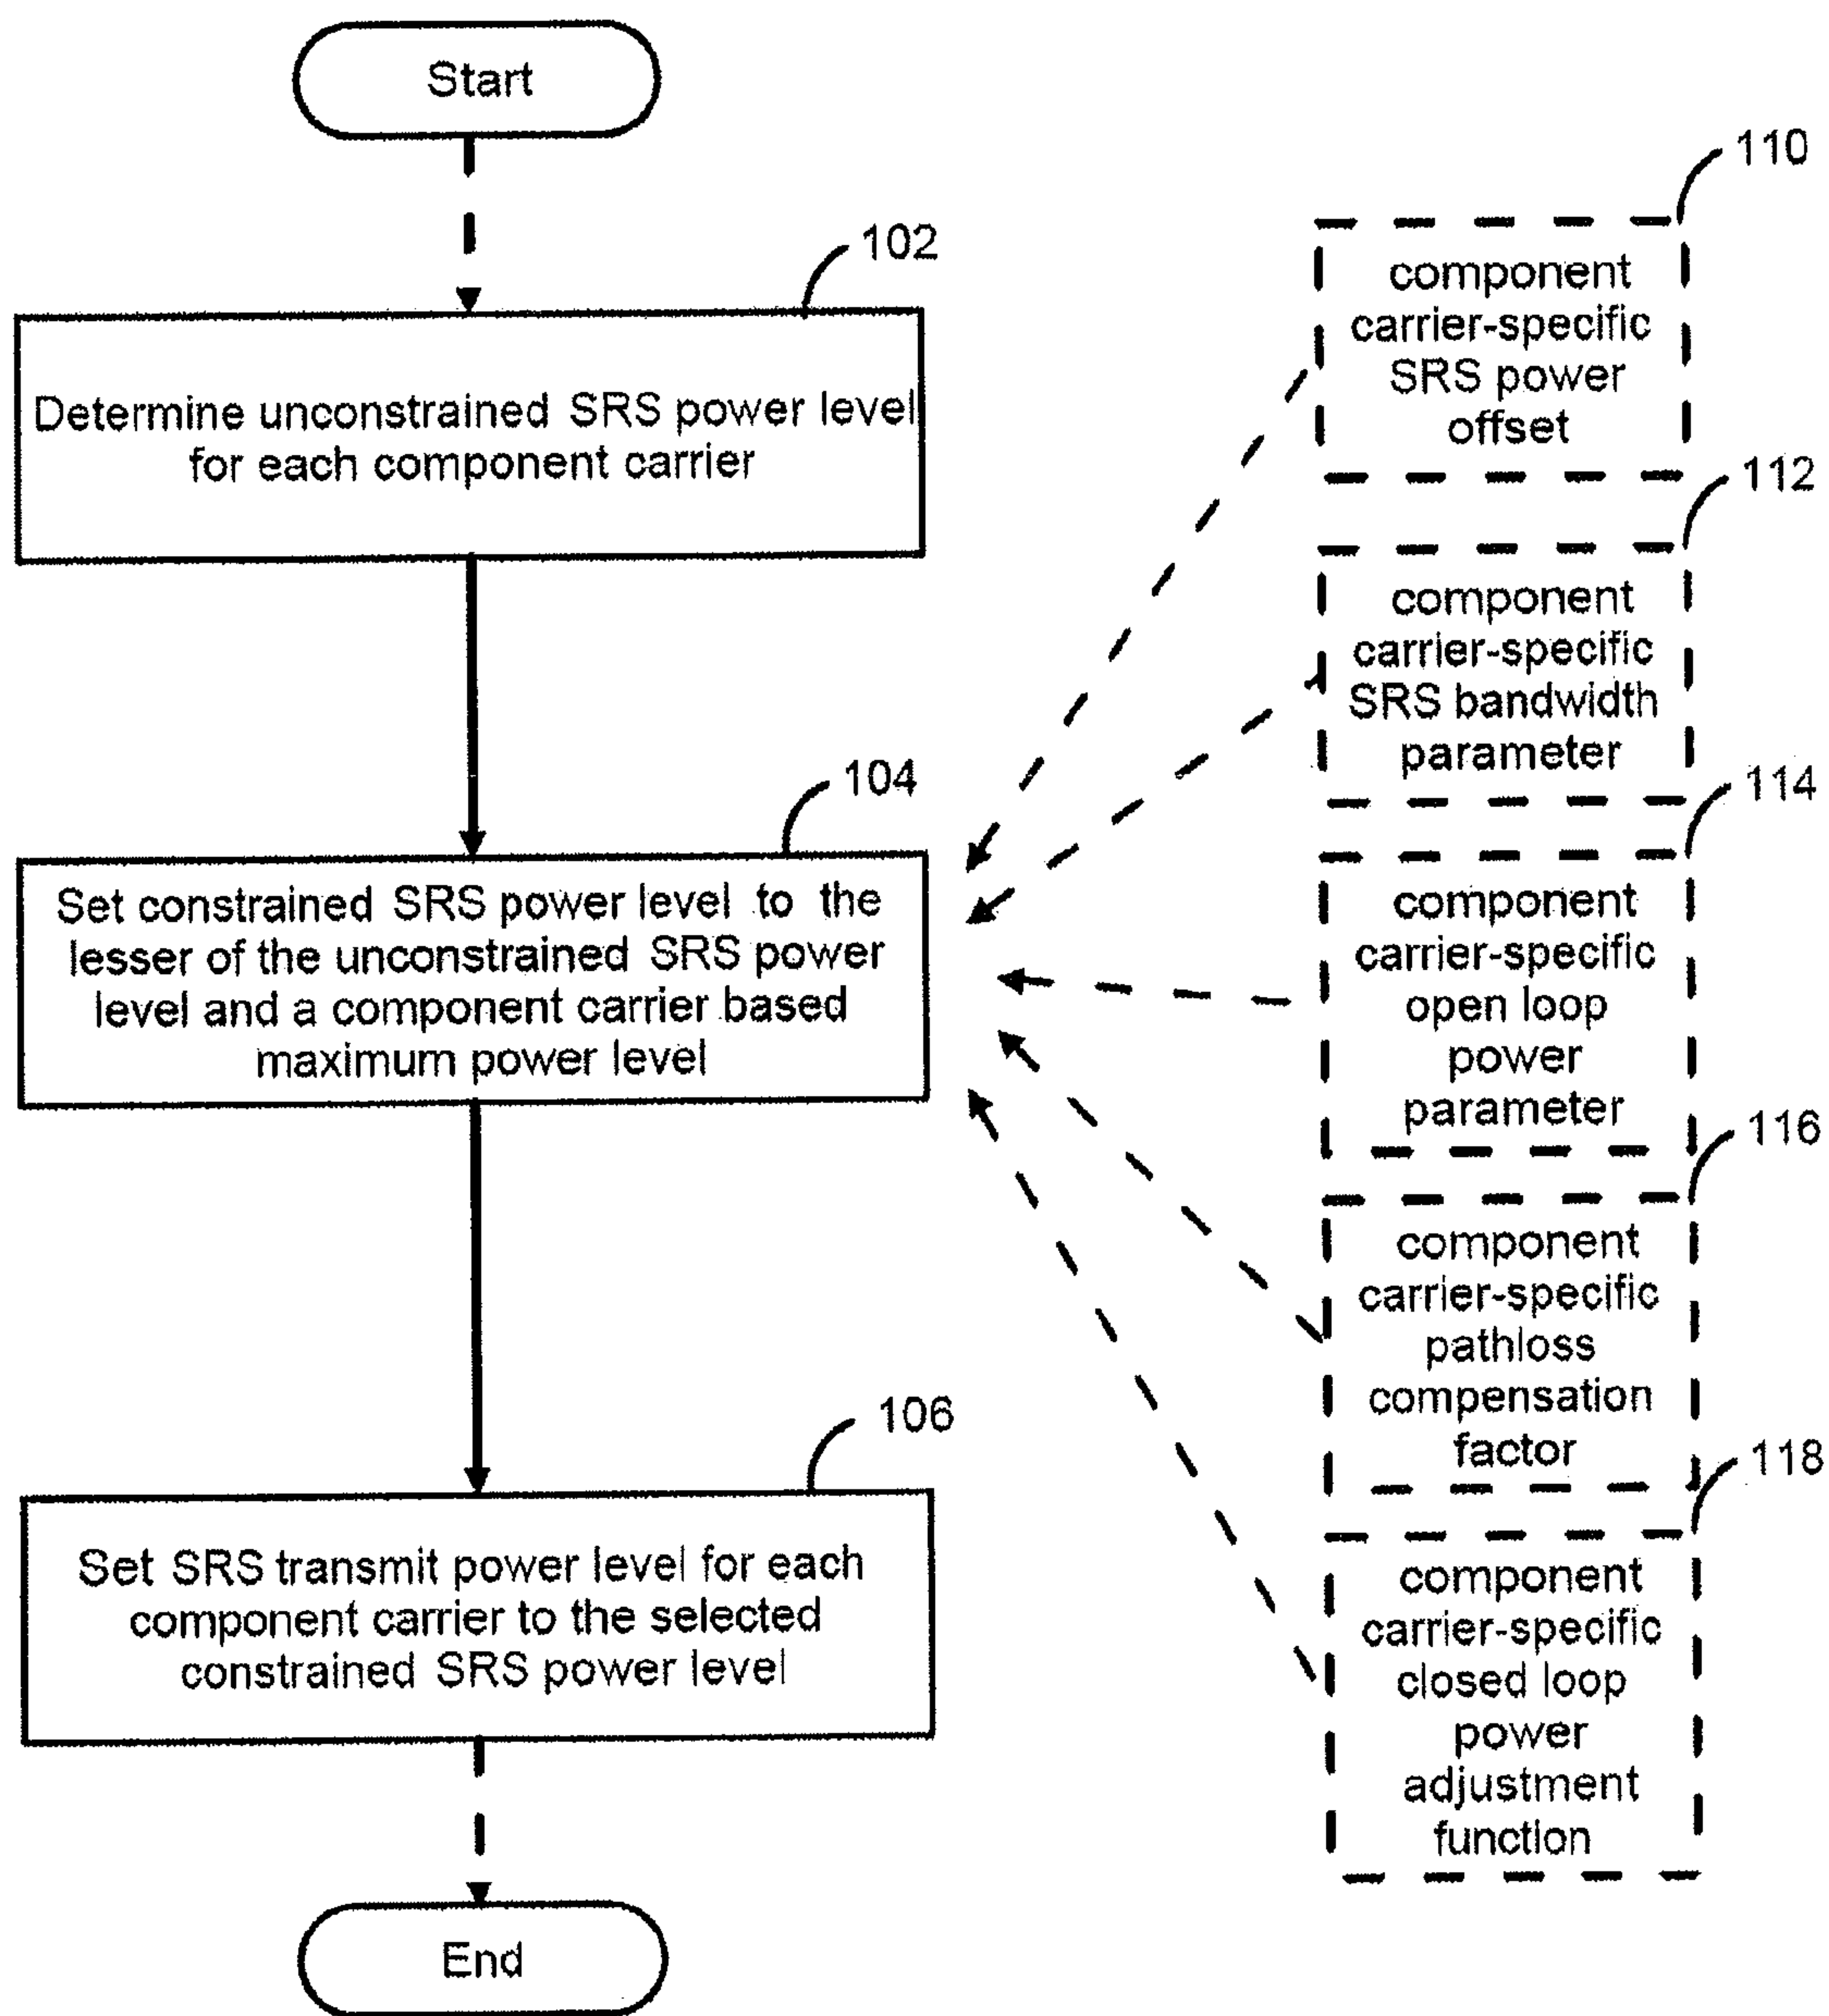 Start
102
Determine unconstrained SRS power level
for each component carrier
104
Set constrained SRS power level to the
lesser of the unconstrained SRS power
level and a component carrier based
maximum power level
106
Set SRS transmit power level for each
component carrier to the selected
constrained SRS power level
End
110
component
carrier-specific
SRS power
offset
112
component
carrier-specific
SRS bandwidth
parameter
114
component
carrier-specific
open loop
power
parameter
116
component
carrier-specific
pathloss
compensation
factor
118
component
carrier-specific
closed loop
power
adjustment
function